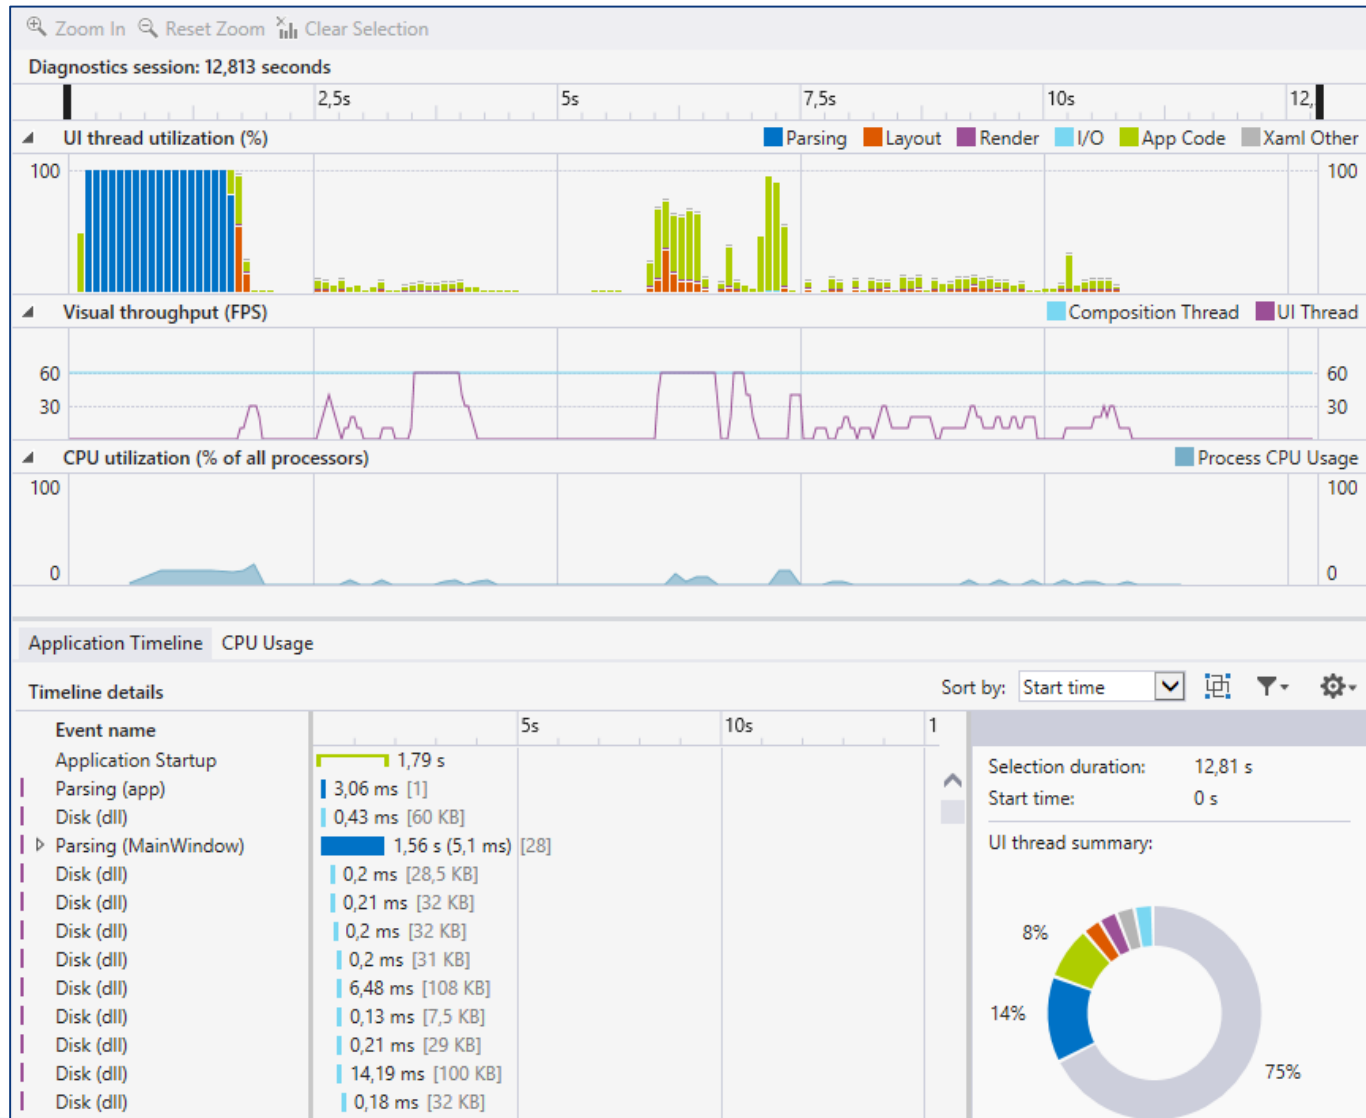 Zoom In Reset Zoom Clear Selection
Diagnostics session: 12,813 seconds
2,5s 5s 7,5s 10s 12,
UI thread utilization (%) Parsing Layout Render I/O App Code Xaml Other
100 100
Visual throughput (FPS) Composition Thread UI Thread
60 60
30 30
CPU utilization (% of all processors) Process CPU Usage
100 100
0 0
Application Timeline CPU Usage
Timeline details Sort by: Start time
Event name 5s 10s 1
Application Startup 1,79 s
Parsing (app) 3,06 ms [1]
Disk (dll) 0,43 ms [60 KB]
Parsing (MainWindow) 1,56 s (5,1 ms) [28]
Disk (dll) 0,2 ms [28,5 KB]
Disk (dll) 0,21 ms [32 KB]
Disk (dll) 0,2 ms [32 KB]
Disk (dll) 0,2 ms [31 KB]
Disk (dll) 6,48 ms [108 KB]
Disk (dll) 0,13 ms [7,5 KB]
Disk (dll) 0,21 ms [29 KB]
Disk (dll) 14,19 ms [100 KB]
Disk (dll) 0,18 ms [32 KB]
Selection duration: 12,81 s
Start time: 0 s
UI thread summary:
8%
14%
75%